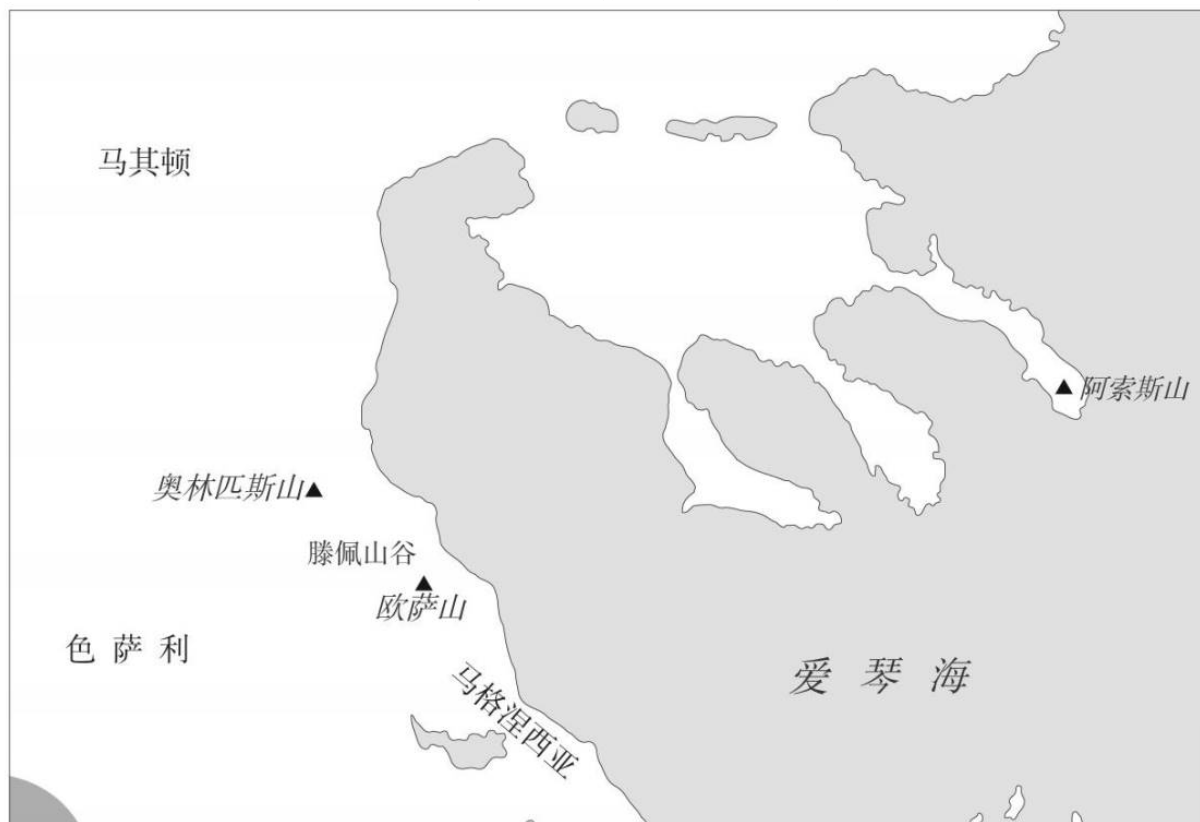 马其顿
阿索斯山
奥林匹斯山
滕佩山谷
欧萨山
色萨利
爱琴海
马格涅西亚